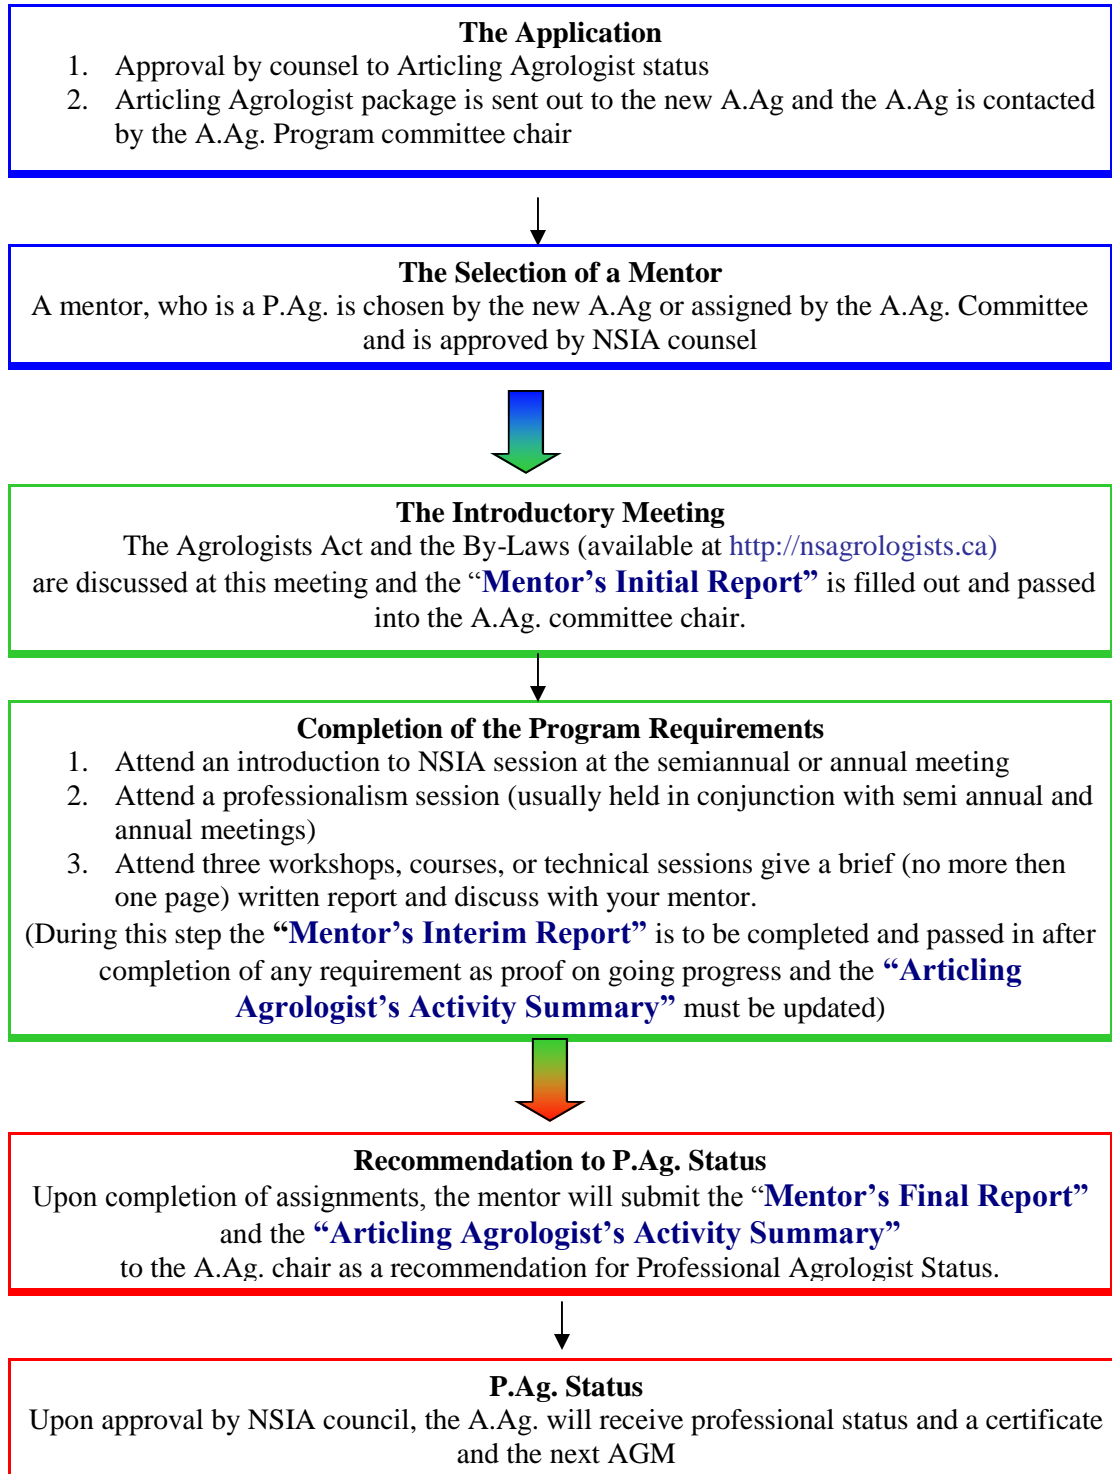 The Application
1. Approval by counsel to Articling Agrologist status
2. Articling Agrologist package is sent out to the new A.Ag and the A.Ag is contacted
by the A.Ag. Program committee chair
The Selection of a Mentor
A mentor, who is a P.Ag. is chosen by the new A.Ag or assigned by the A.Ag. Committee
and is approved by NSIA counsel
The Introductory Meeting
The Agrologists Act and the By-Laws (available at http://nsagrologists.ca)
are discussed at this meeting and the “Mentor’s Initial Report” is filled out and passed
into the A.Ag. committee chair.
Completion of the Program Requirements
1. Attend an introduction to NSIA session at the semiannual or annual meeting
2. Attend a professionalism session (usually held in conjunction with semi annual and
annual meetings)
3. Attend three workshops, courses, or technical sessions give a brief (no more then
one page) written report and discuss with your mentor.
(During this step the “Mentor’s Interim Report” is to be completed and passed in after
completion of any requirement as proof on going progress and the “Articling
Agrologist’s Activity Summary” must be updated)
Recommendation to P.Ag. Status
Upon completion of assignments, the mentor will submit the “Mentor’s Final Report”
and the “Articling Agrologist’s Activity Summary”
to the A.Ag. chair as a recommendation for Professional Agrologist Status.
P.Ag. Status
Upon approval by NSIA council, the A.Ag. will receive professional status and a certificate
and the next AGM